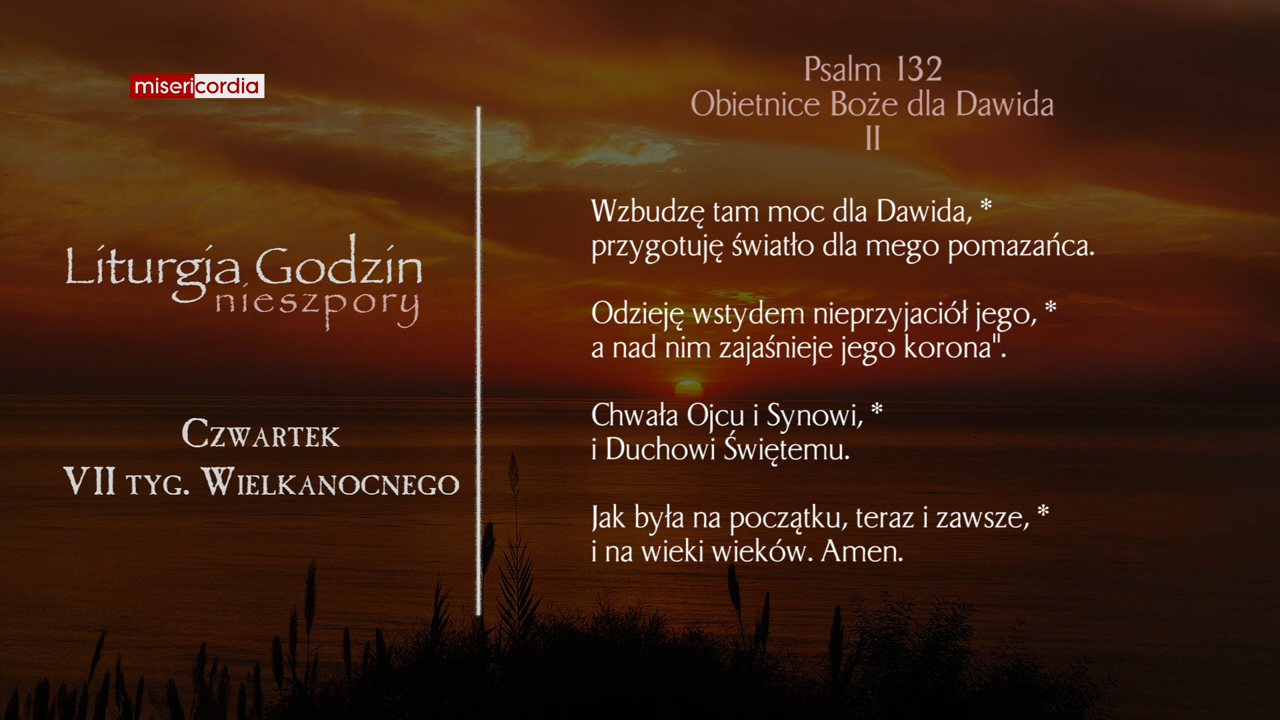 misericordia
Liturgia Godzin
nieszpory
Czwartek
VII tyg. Wielkanocnego
Psalm 132
Obietnice Boże dla Dawida
II
Wzbudzę tam moc dla Dawida, *
przygotuję światło dla mego pomazańca.
Odzieję wstydem nieprzyjaciół jego, *
a nad nim zajaśnieje jego korona".
Chwała Ojcu i Synowi, *
i Duchowi Świętemu.
Jak była na początku, teraz i zawsze, *
i na wieki wieków. Amen.